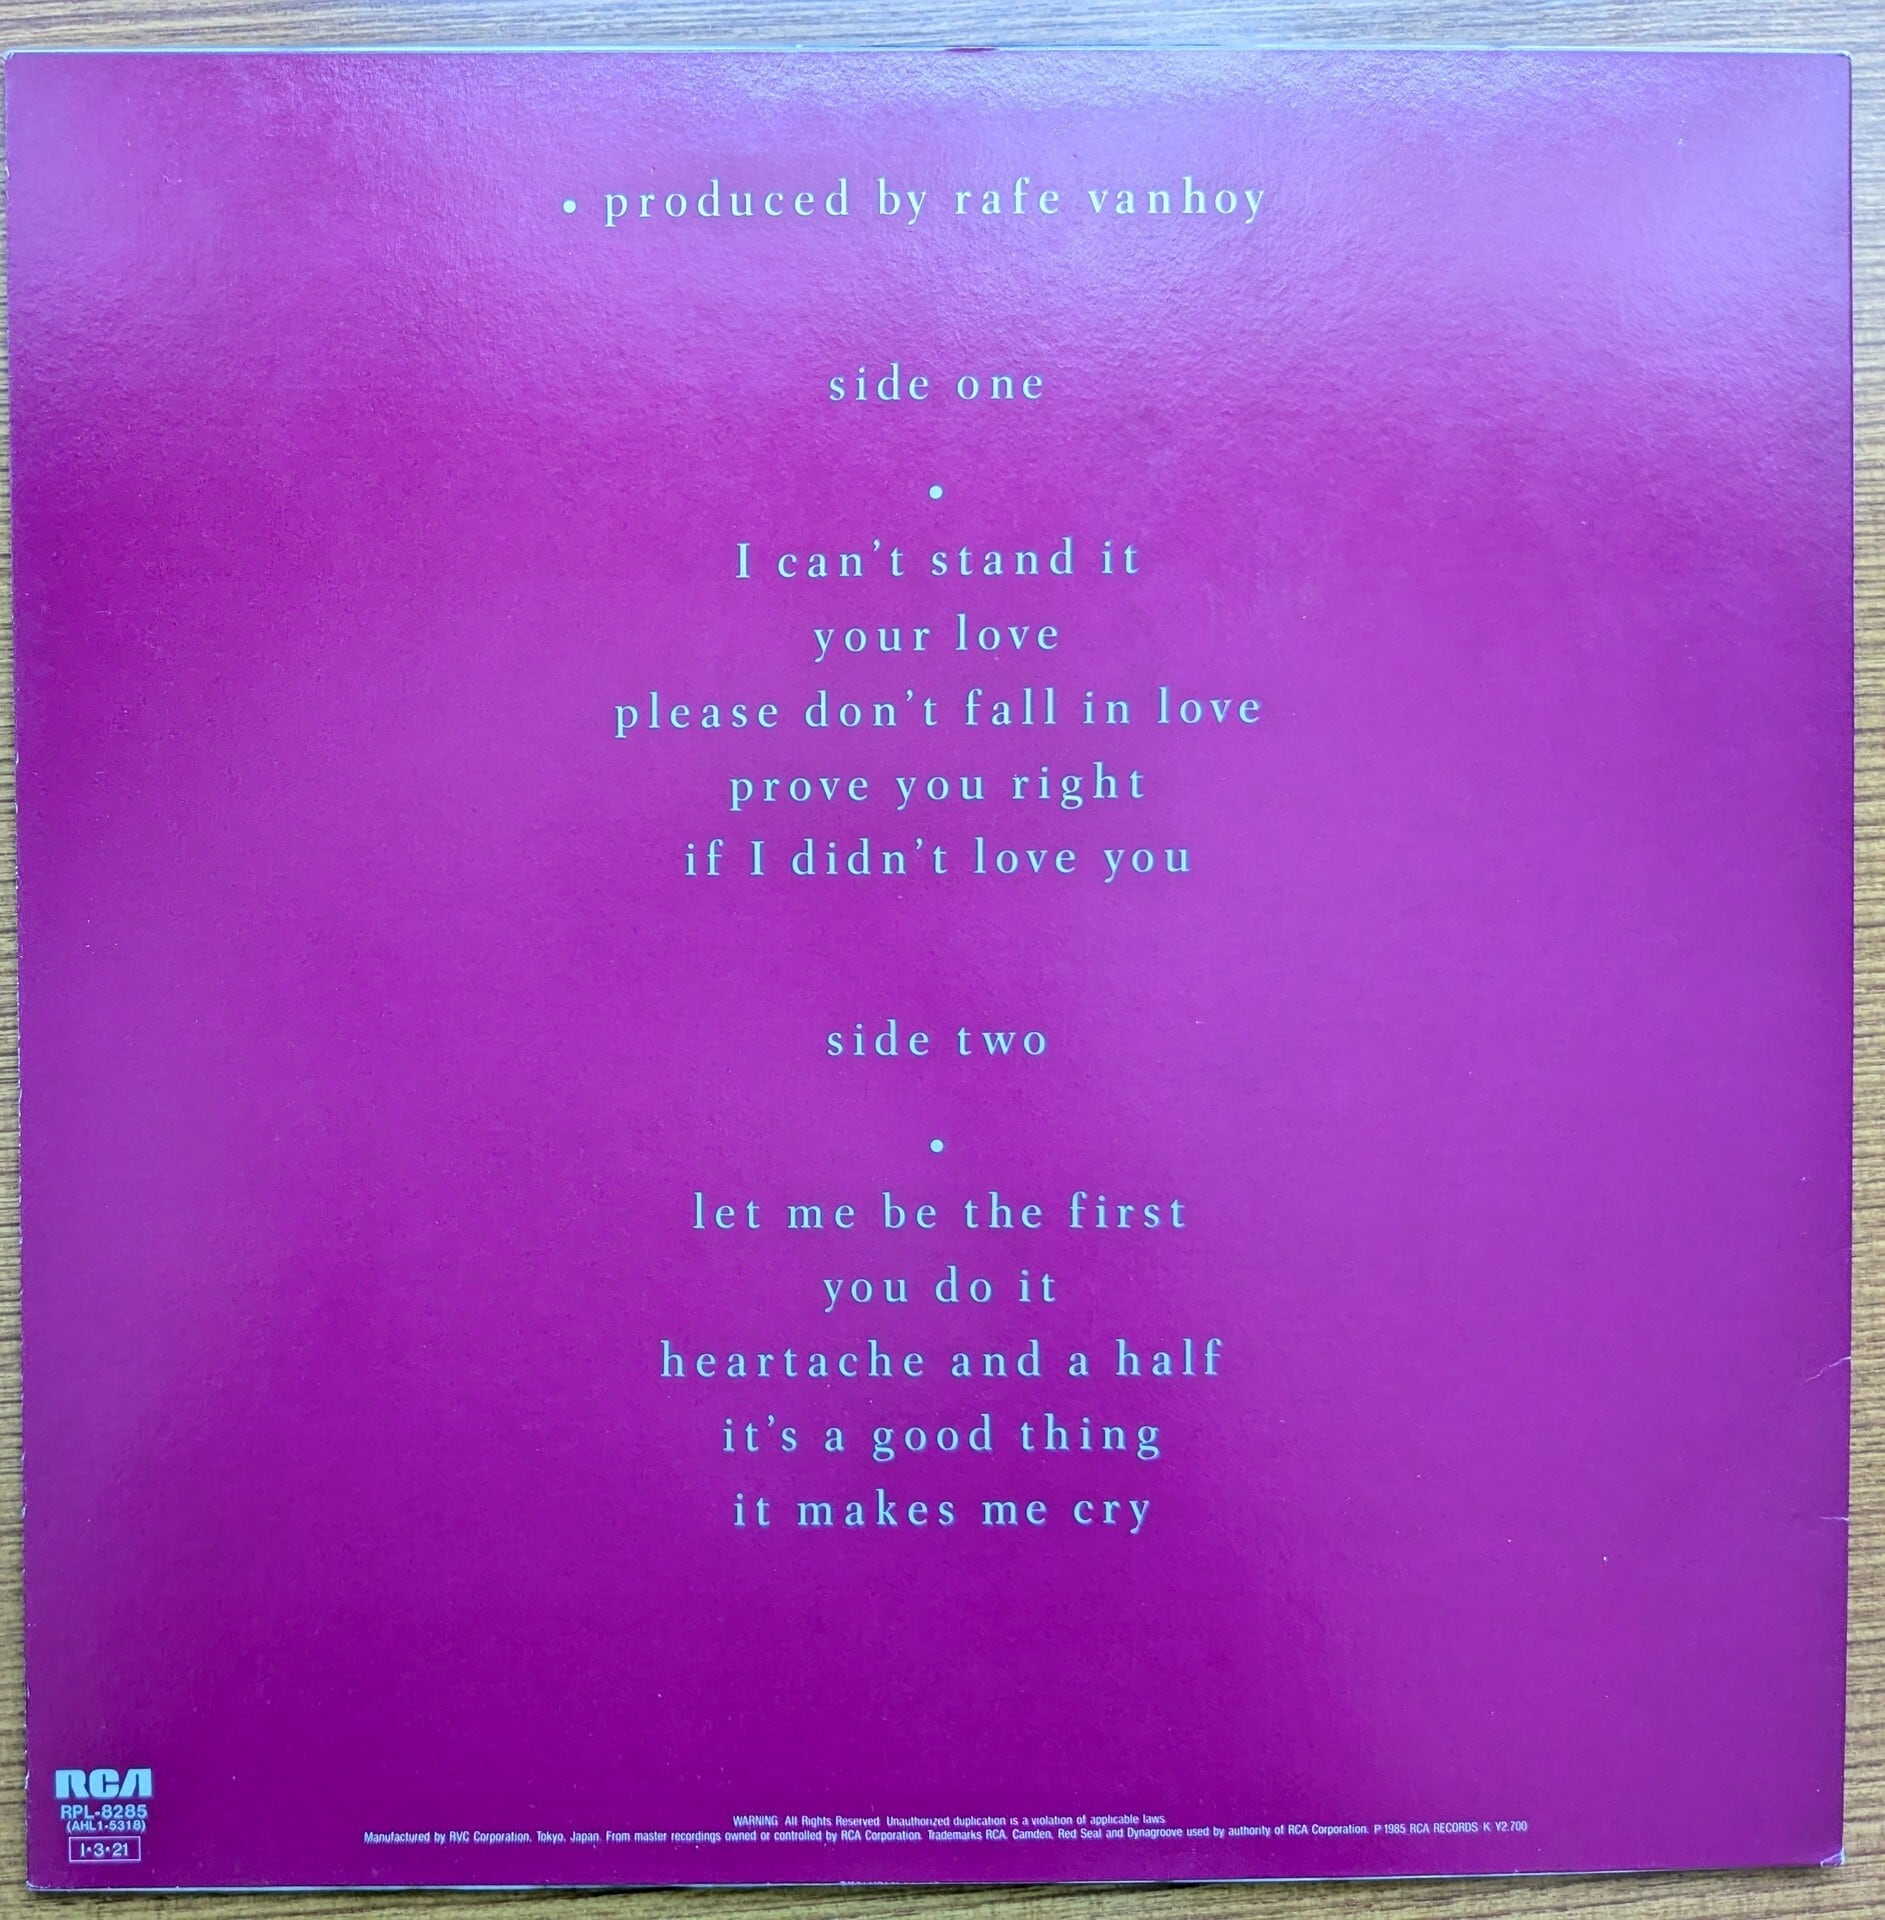 • produced by rafe vanhoy
side one
•
I can't stand it
your love
please don't fall in love
prove you right
if I didn't love you
side two
•
let me be the first
you do it
heartache and a half
it's a good thing
it makes me cry
RCA
RPL-8285
(AHL1-5318)
I•3•21
WARNING: All Rights Reserved. Unauthorized duplication is a violation of applicable laws.
Manufactured by RVC Corporation, Tokyo, Japan. From master recordings owned or controlled by RCA Corporation. Trademarks RCA, Camden, Red Seal and Dynagroove used by authority of RCA Corporation. P 1985 RCA RECORDS K Y2,700